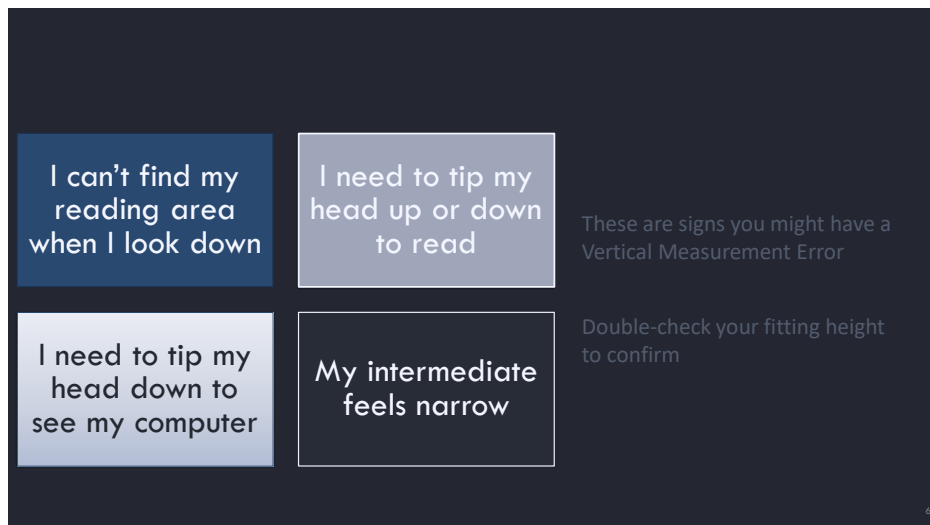 I can't find my
reading area
when I look down
I need to tip my
head up or down
to read
I need to tip my
head down to
see my computer
My intermediate
feels narrow
These are signs you might have a
Vertical Measurement Error
Double-check your fitting height
to confirm
6